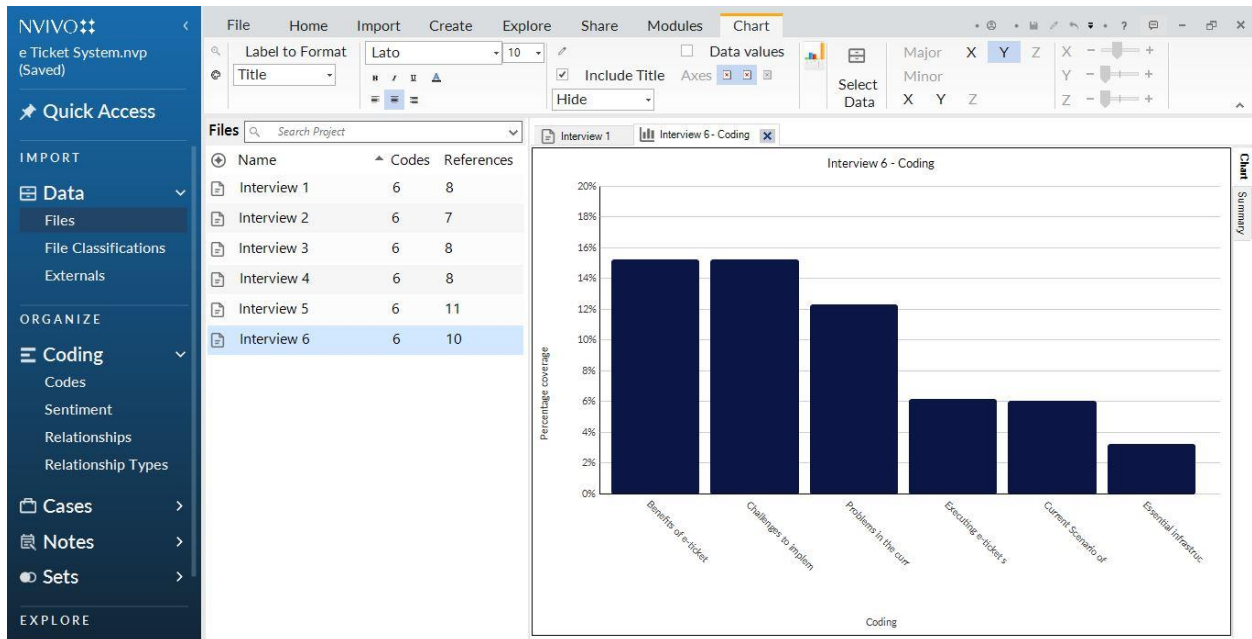 NVIVO
e Ticket System.nvp
(Saved)
Quick Access
IMPORT
Data
Files
File Classifications
Externals
ORGANIZE
Coding
Codes
Sentiment
Relationships
Relationship Types
Cases
Notes
Sets
EXPLORE
File Home Import Create Explore Share Modules Chart
Label to Format Lato 10 Data values Major X Y Z X - +
Title B I U A Include Title Axes Select Minor Y - +
Hide Data X Y Z Z - +
Files Search Project
Name Codes References
Interview 1 6 8
Interview 2 6 7
Interview 3 6 8
Interview 4 6 8
Interview 5 6 11
Interview 6 6 10
Interview 1 Interview 6 - Coding
Interview 6 - Coding
20%
18%
16%
14%
12%
10%
8%
6%
4%
2%
0%
Percentage coverage
Benefits of e-ticket
Challenges to implem
Problems in the curr
Executing e-ticket s
Current Scenario of
Essential infrastruc
Coding
Chart
Summary